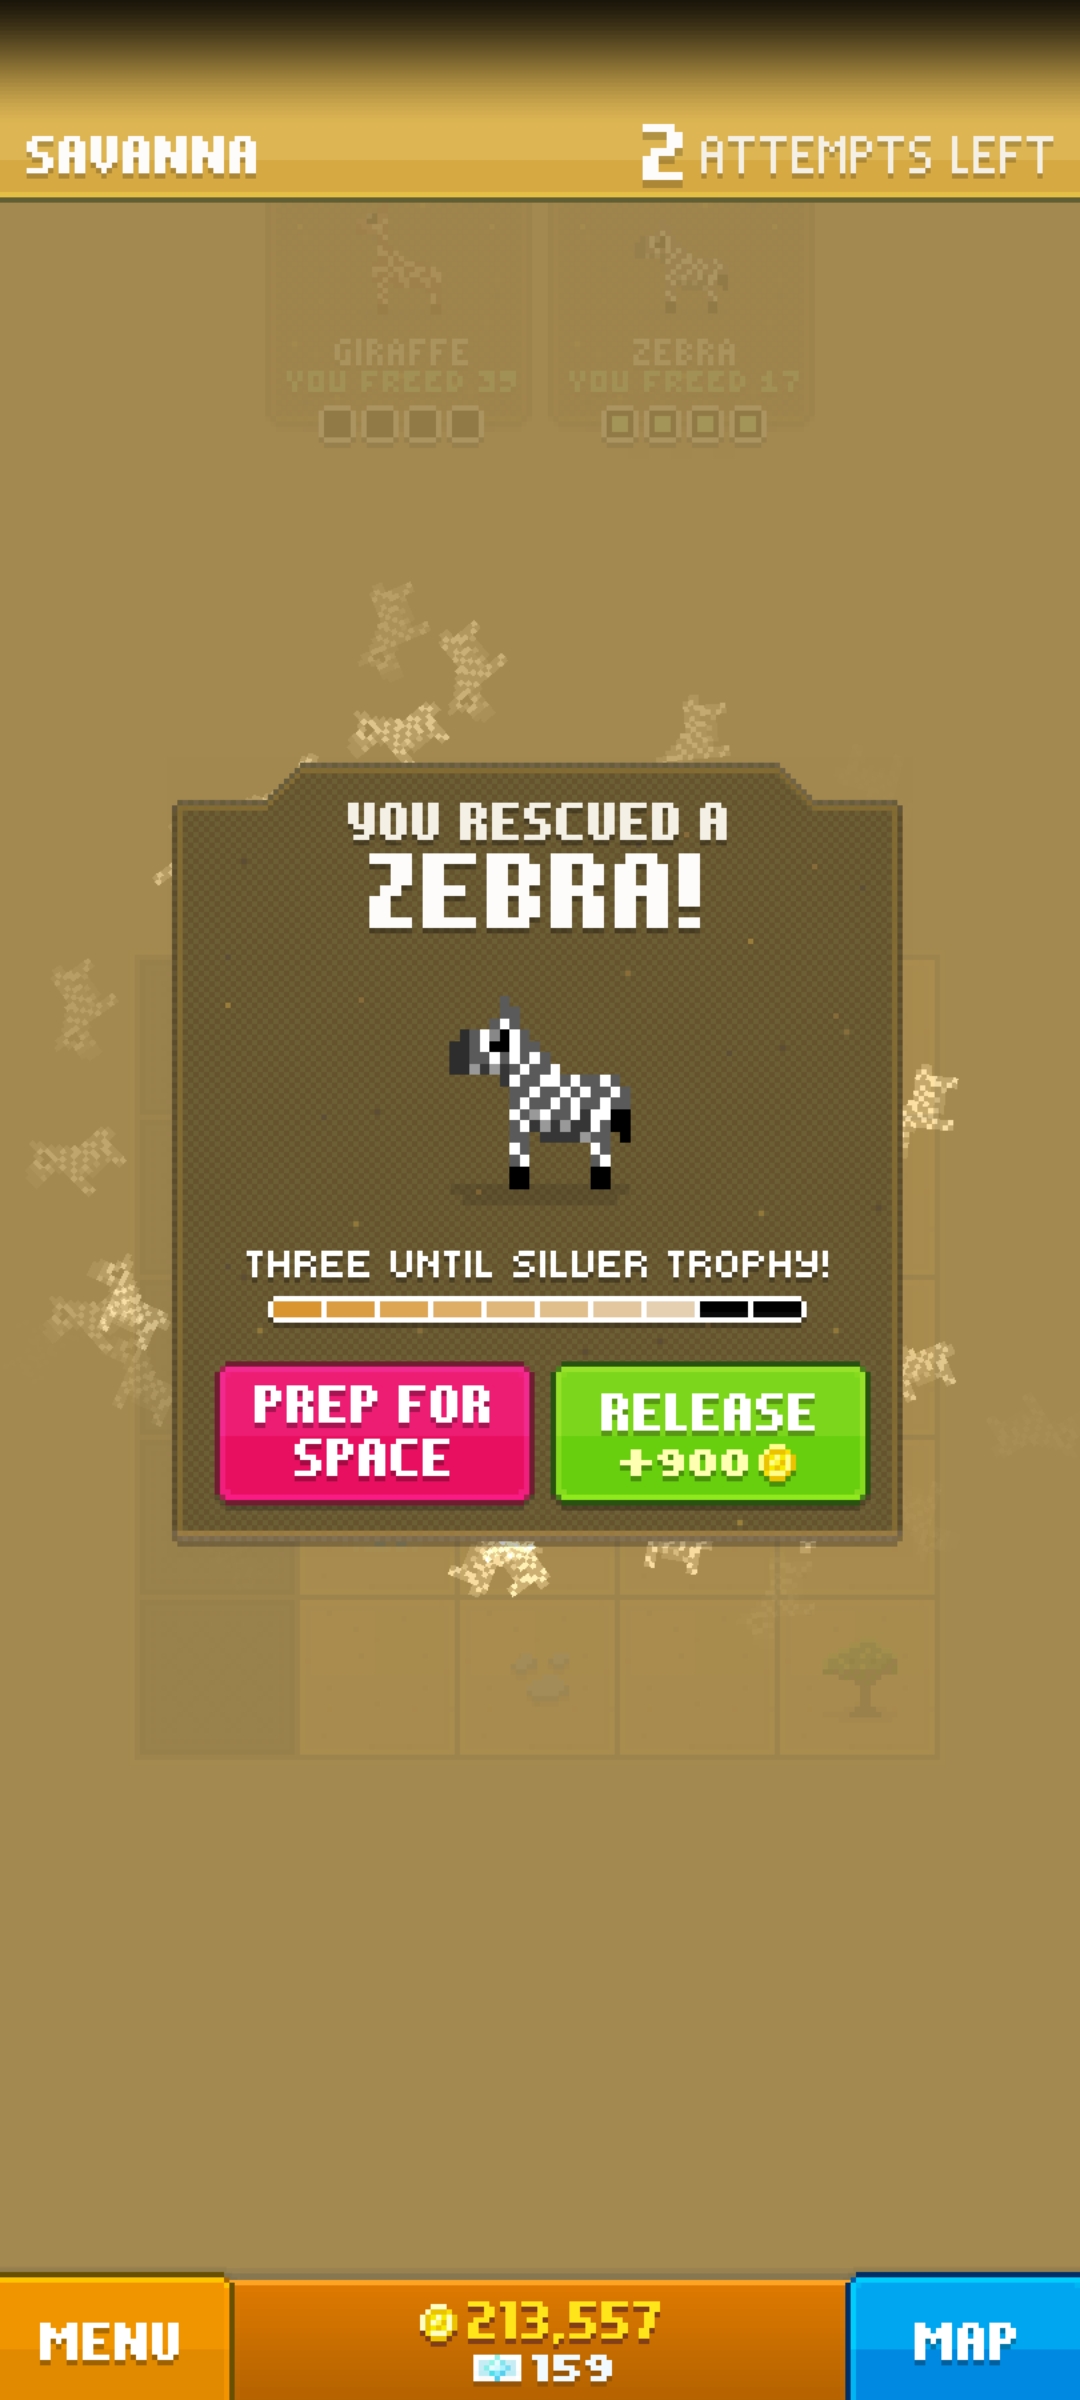 SAVANNA
2 ATTEMPTS LEFT
GIRAFFE
YOU FREED 39
ZEBRA
YOU FREED 17
YOU RESCUED A
ZEBRA!
THREE UNTIL SILVER TROPHY!
PREP FOR
SPACE
RELEASE
+900
MENU
213,557
159
MAP